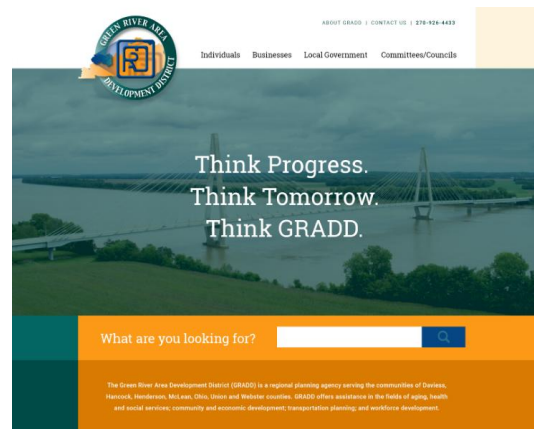 GREEN RIVER AREA
DEVELOPMENT DISTRICT
ABOUT GRADD | CONTACT US | 270-926-4433
Individuals Businesses Local Government Committees/Councils
Think Progress.
Think Tomorrow.
Think GRADD.
What are you looking for?
The Green River Area Development District (GRADD) is a regional planning agency serving the communities of Daviess,
Hancock, Henderson, McLean, Ohio, Union and Webster counties. GRADD offers assistance in the fields of aging, health
and social services; community and economic development; transportation planning; and workforce development.